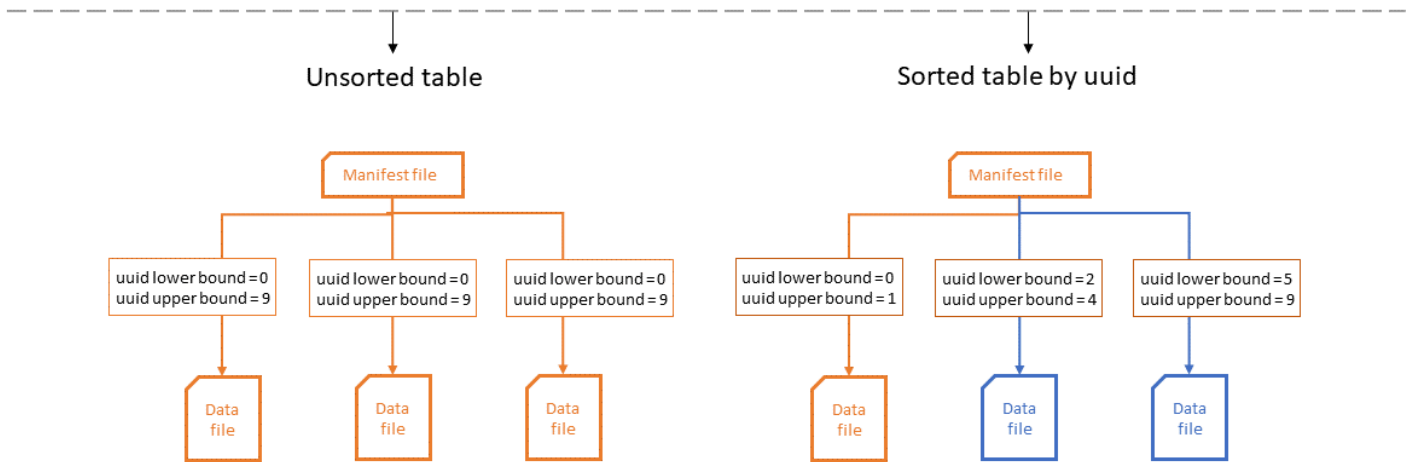 Unsorted table
Sorted table by uuid
Manifest file
Manifest file
uuid lower bound = 0
uuid upper bound = 9
uuid lower bound = 0
uuid upper bound = 9
uuid lower bound = 0
uuid upper bound = 9
uuid lower bound = 0
uuid upper bound = 1
uuid lower bound = 2
uuid upper bound = 4
uuid lower bound = 5
uuid upper bound = 9
Data
file
Data
file
Data
file
Data
file
Data
file
Data
file